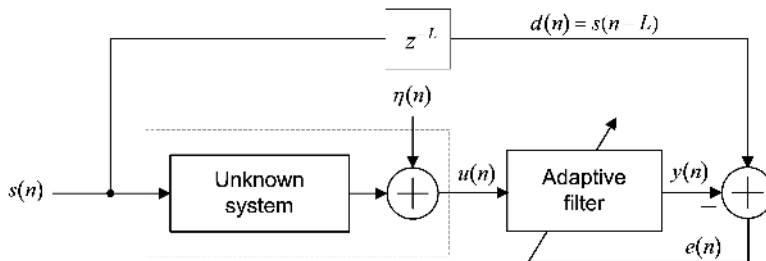 z⁻ᴸ
d(n) = s(n−L)
η(n)
s(n)
Unknown
system
+
u(n)
Adaptive
filter
y(n)
+
−
e(n)